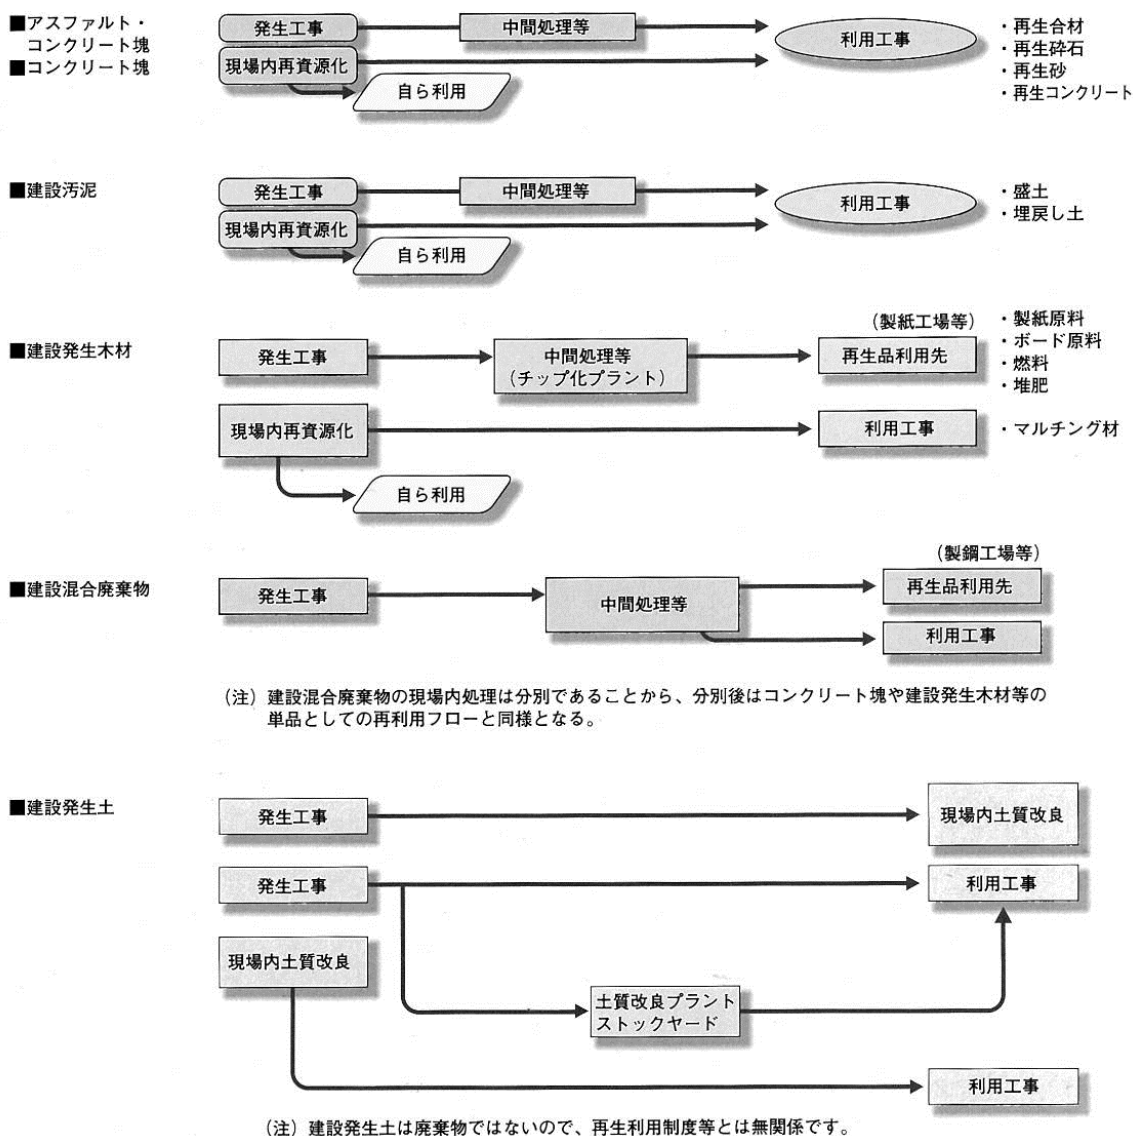 ■アスファルト・
コンクリート塊
■コンクリート塊
発生工事
中間処理等
利用工事
現場内再資源化
自ら利用
・再生合材
・再生砕石
・再生砂
・再生コンクリート
■建設汚泥
発生工事
中間処理等
利用工事
現場内再資源化
自ら利用
・盛土
・埋戻し土
■建設発生木材
発生工事
中間処理等
（チップ化プラント）
（製紙工場等）
再生品利用先
・製紙原料
・ボード原料
・燃料
・堆肥
現場内再資源化
利用工事
・マルチング材
自ら利用
■建設混合廃棄物
発生工事
中間処理等
（製鋼工場等）
再生品利用先
利用工事
（注）建設混合廃棄物の現場内処理は分別であることから、分別後はコンクリート塊や建設発生木材等の
単品としての再利用フローと同様となる。
■建設発生土
発生工事
現場内土質改良
発生工事
利用工事
現場内土質改良
土質改良プラント
ストックヤード
利用工事
（注）建設発生土は廃棄物ではないので、再生利用制度等とは無関係です。